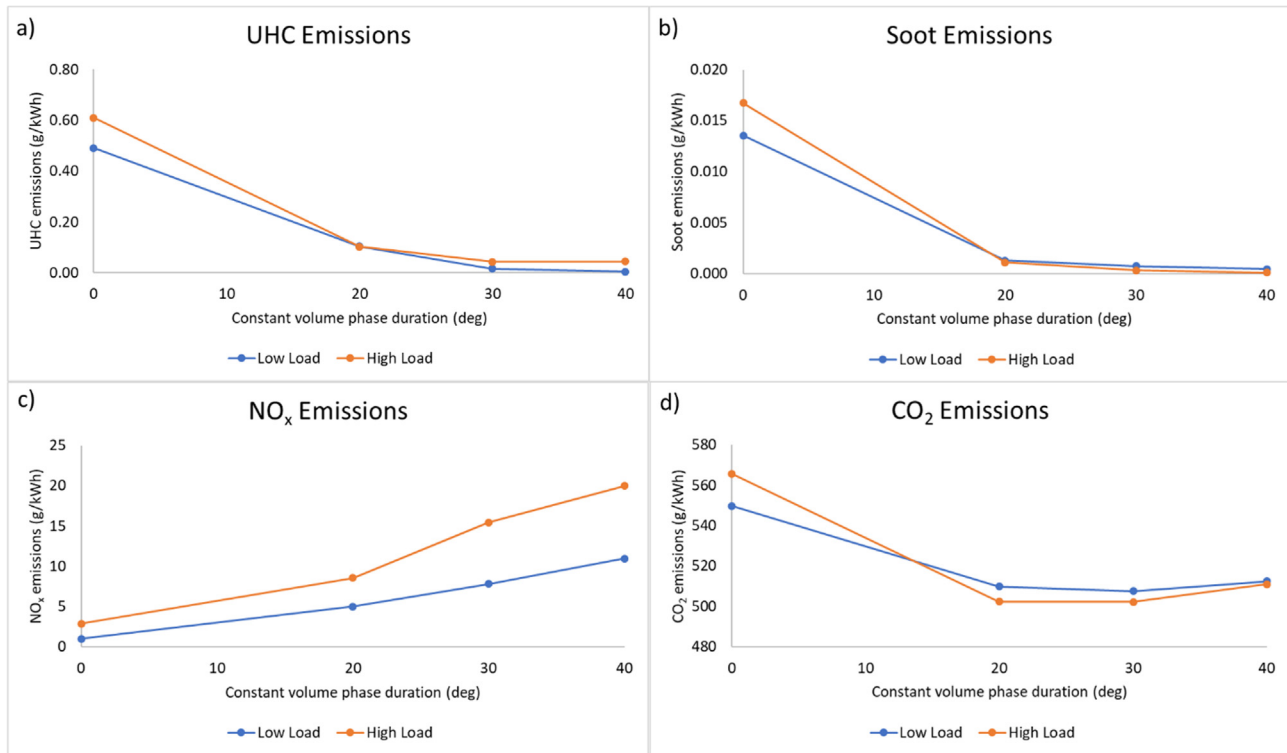 a)
UHC Emissions
UHC emissions (g/kWh)
0.80
0.60
0.40
0.20
0.00
0 10 20 30 40
Constant volume phase duration (deg)
Low Load High Load
b)
Soot Emissions
Soot emissions (g/kWh)
0.020
0.015
0.010
0.005
0.000
0 10 20 30 40
Constant volume phase duration (deg)
Low Load High Load
c)
NOₓ Emissions
NOₓ emissions (g/kWh)
25
20
15
10
5
0
0 10 20 30 40
Constant volume phase duration (deg)
Low Load High Load
d)
CO₂ Emissions
CO₂ emissions (g/kWh)
580
560
540
520
500
480
0 10 20 30 40
Constant volume phase duration (deg)
Low Load High Load